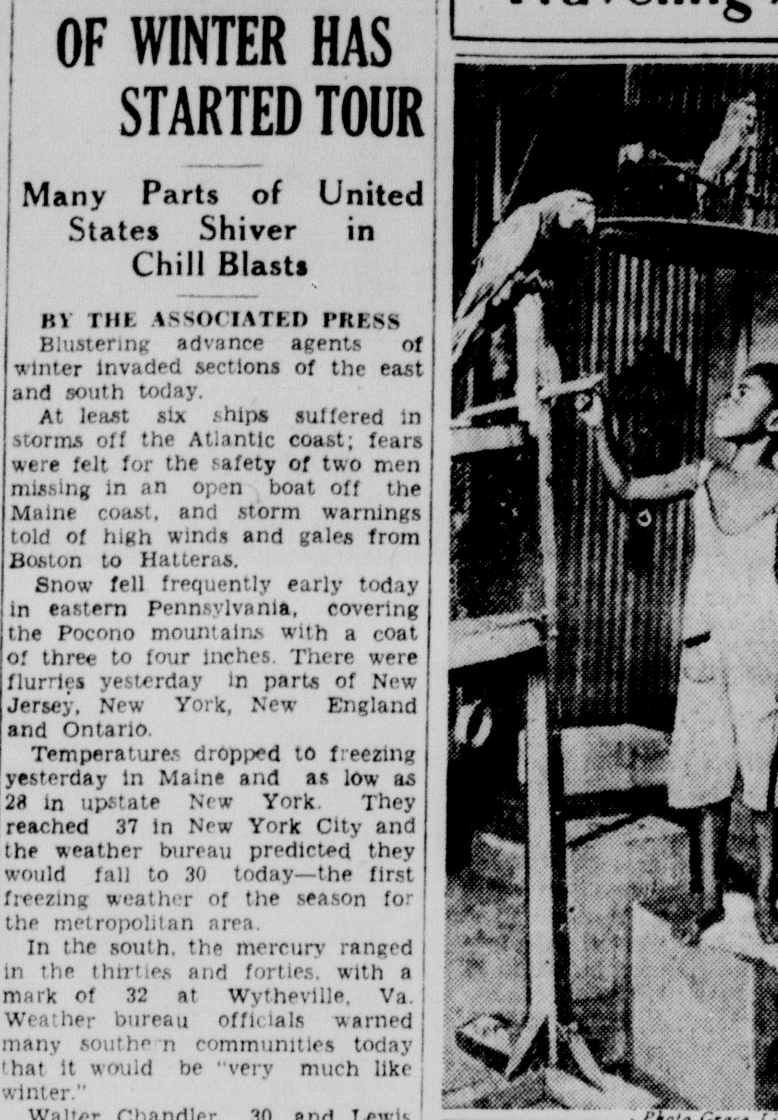 OF WINTER HAS
STARTED TOUR
Many Parts of United
States Shiver in
Chill Blasts
BY THE ASSOCIATED PRESS
Blustering advance agents of
winter invaded sections of the east
and south today.
At least six ships suffered in
storms off the Atlantic coast; fears
were felt for the safety of two men
missing in an open boat off the
Maine coast, and storm warnings
told of high winds and gales from
Boston to Hatteras.
Snow fell frequently early today
in eastern Pennsylvania, covering
the Pocono mountains with a coat
of three to four inches. There were
flurries yesterday in parts of New
Jersey, New York, New England
and Ontario.
Temperatures dropped to freezing
yesterday in Maine and as low as
28 in upstate New York. They
reached 37 in New York City and
the weather bureau predicted they
would fall to 30 today—the first
freezing weather of the season for
the metropolitan area.
In the south, the mercury ranged
in the thirties and forties, with a
mark of 32 at Wytheville, Va.
Weather bureau officials warned
many southern communities today
that it would be "very much like
winter."
Walter Chandler, 30, and Lewis
Photo